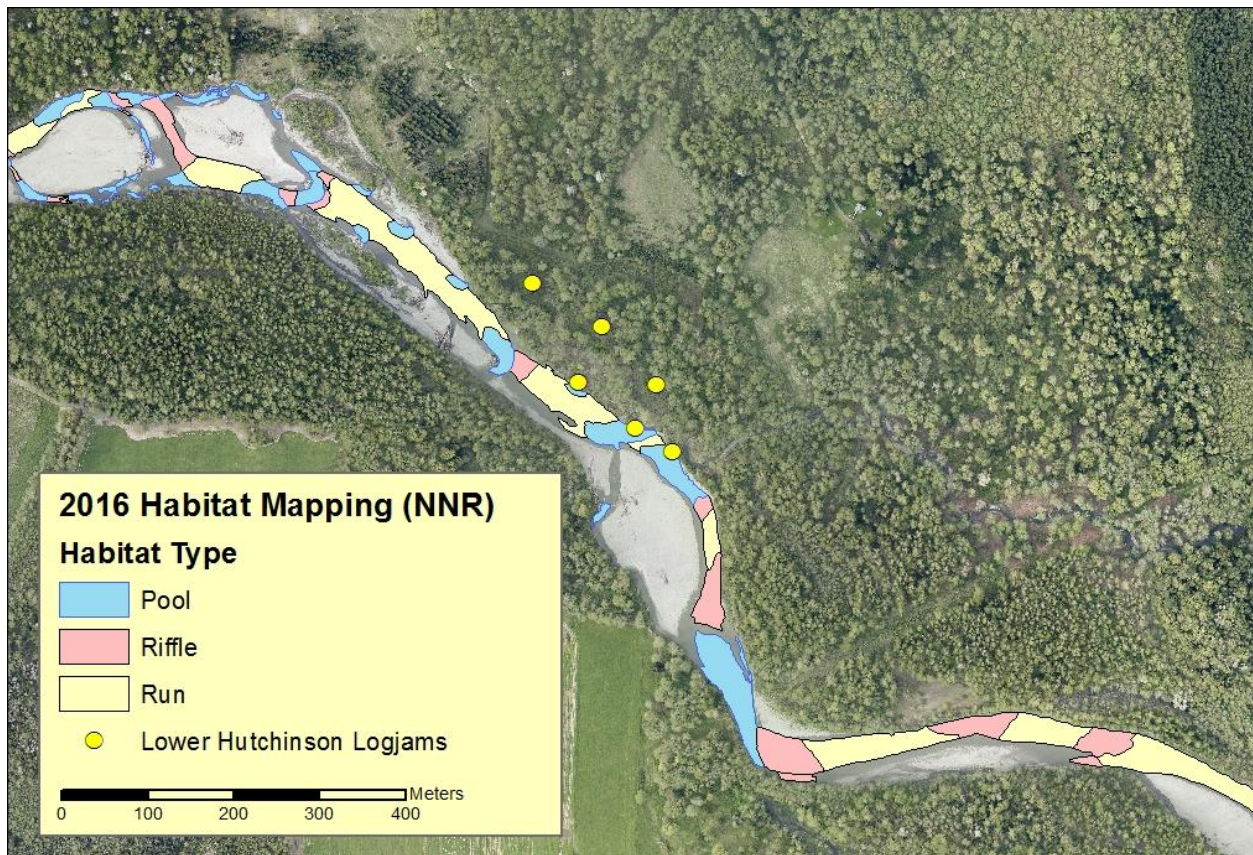 2016 Habitat Mapping (NNR)
Habitat Type
Pool
Riffle
Run
Lower Hutchinson Logjams
Meters
0 100 200 300 400